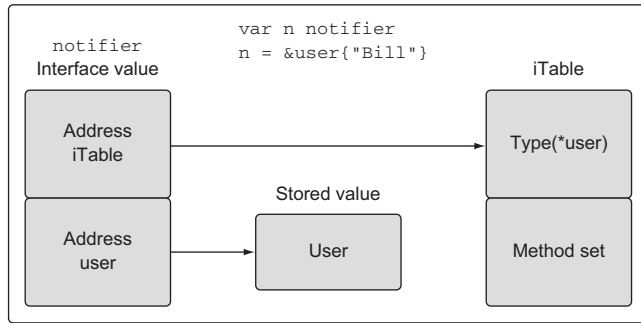 var n notifier
n = &user{"Bill"}
notifier
Interface value
iTable
Address
iTable
Type(*user)
Stored value
Address
user
User
Method set